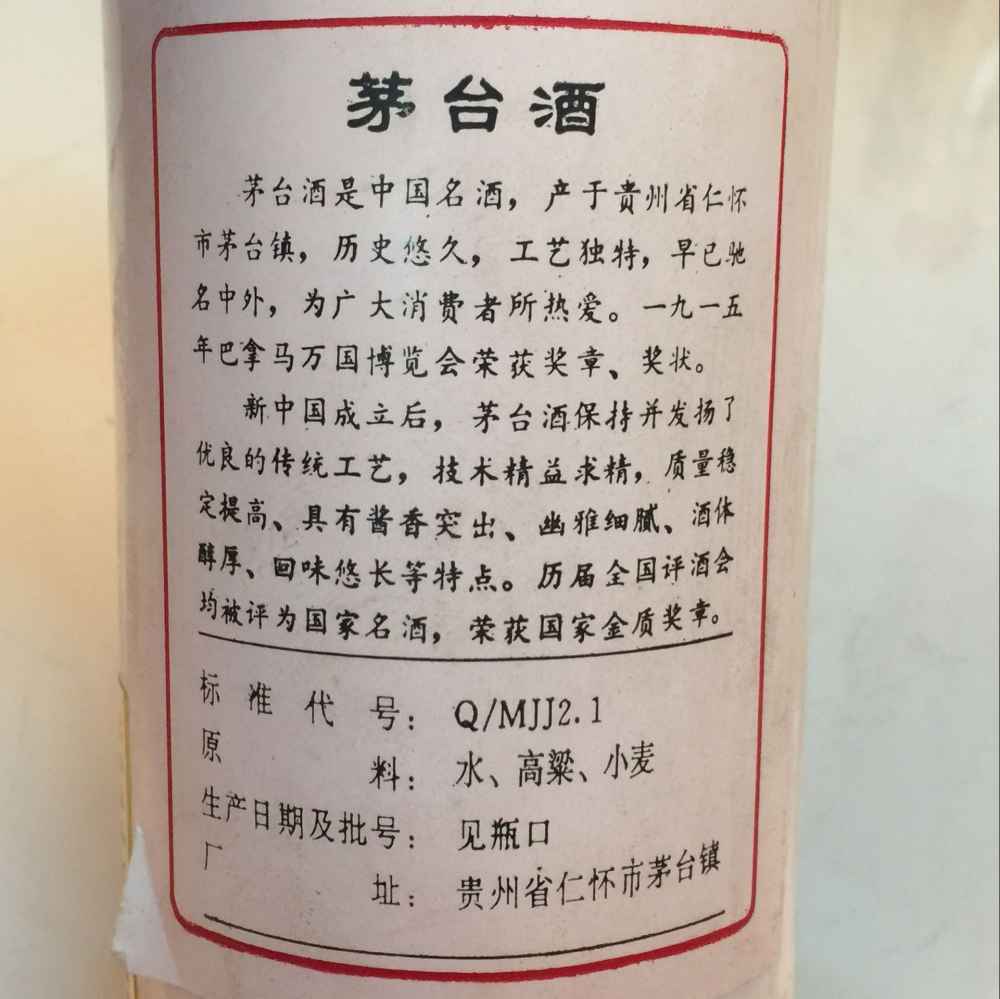 茅台酒
茅台酒是中国名酒，产于贵州省仁怀
市茅台镇，历史悠久，工艺独特，早已驰
名中外，为广大消费者所热爱。一九一五
年巴拿马万国博览会荣获奖章、奖状。
新中国成立后，茅台酒保持并发扬了
优良的传统工艺，技术精益求精，质量稳
定提高、具有酱香突出、幽雅细腻、酒体
醇厚、回味悠长等特点。历届全国评酒会
均被评为国家名酒，荣获国家金质奖章。
标准代号：Q/MJJ2.1
原料：水、高粱、小麦
生产日期及批号：见瓶口
厂址：贵州省仁怀市茅台镇